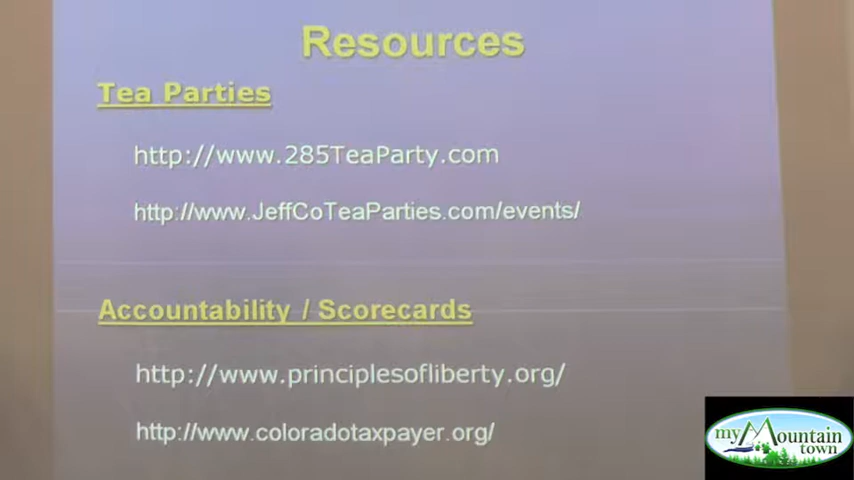 Resources
Tea Parties
http://www.285TeaParty.com
http://www.JeffCoTeaParties.com/events/
Accountability / Scorecards
http://www.principlesofliberty.org/
http://www.coloradotaxpayer.org/
my Mountain
town